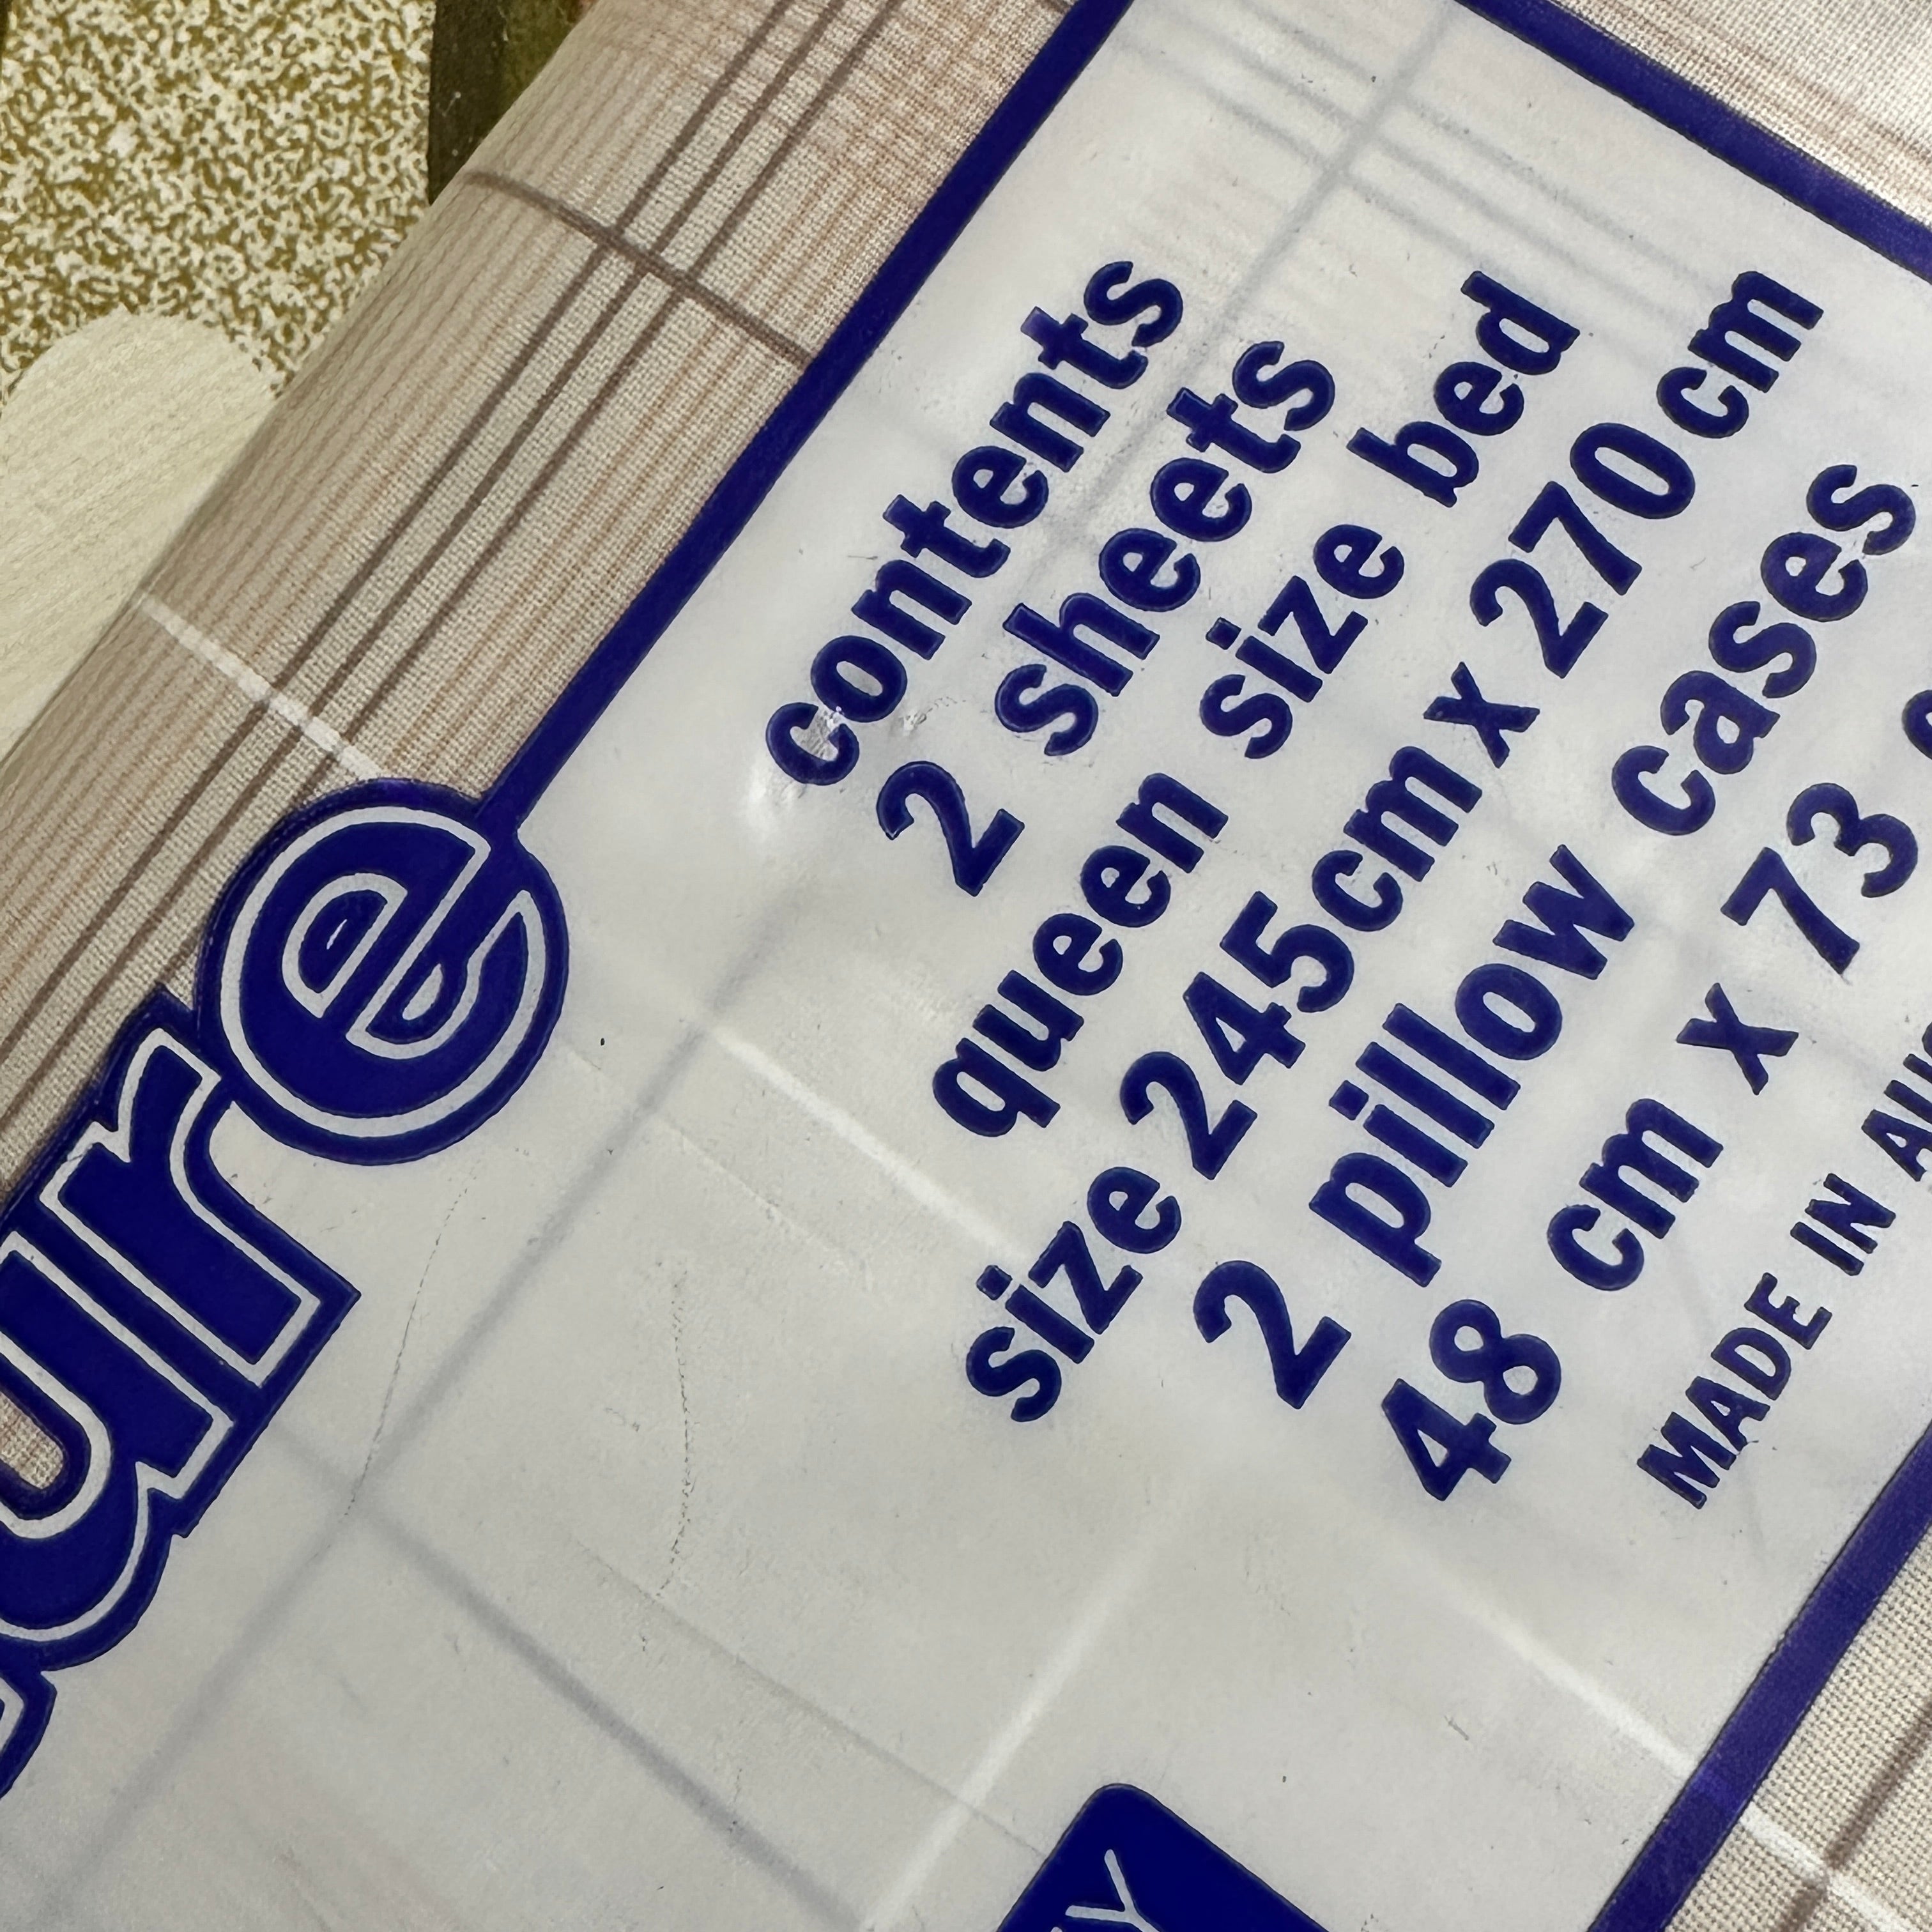 ure
contents
2 sheets
queen size bed
size 245cm x 270cm
2 pillow cases
48 cm x 73
MADE IN